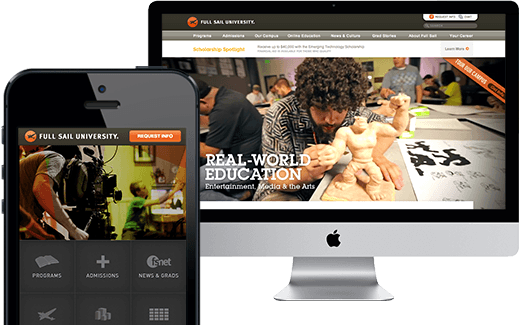 FULL SAIL UNIVERSITY.
REQUEST INFO
PROGRAMS
ADMISSIONS
fsnet
NEWS & GRADS
FULL SAIL UNIVERSITY.
REQUEST INFO
CHAT
Programs Admissions Our Campus Online Education News & Culture Grad Stories About Full Sail Your Career
Scholarship Spotlight
Receive up to $40,000 with the Emerging Technology Scholarship
Learn More
TOUR OUR CAMPUS
REAL-WORLD
EDUCATION
Entertainment, Media & the Arts